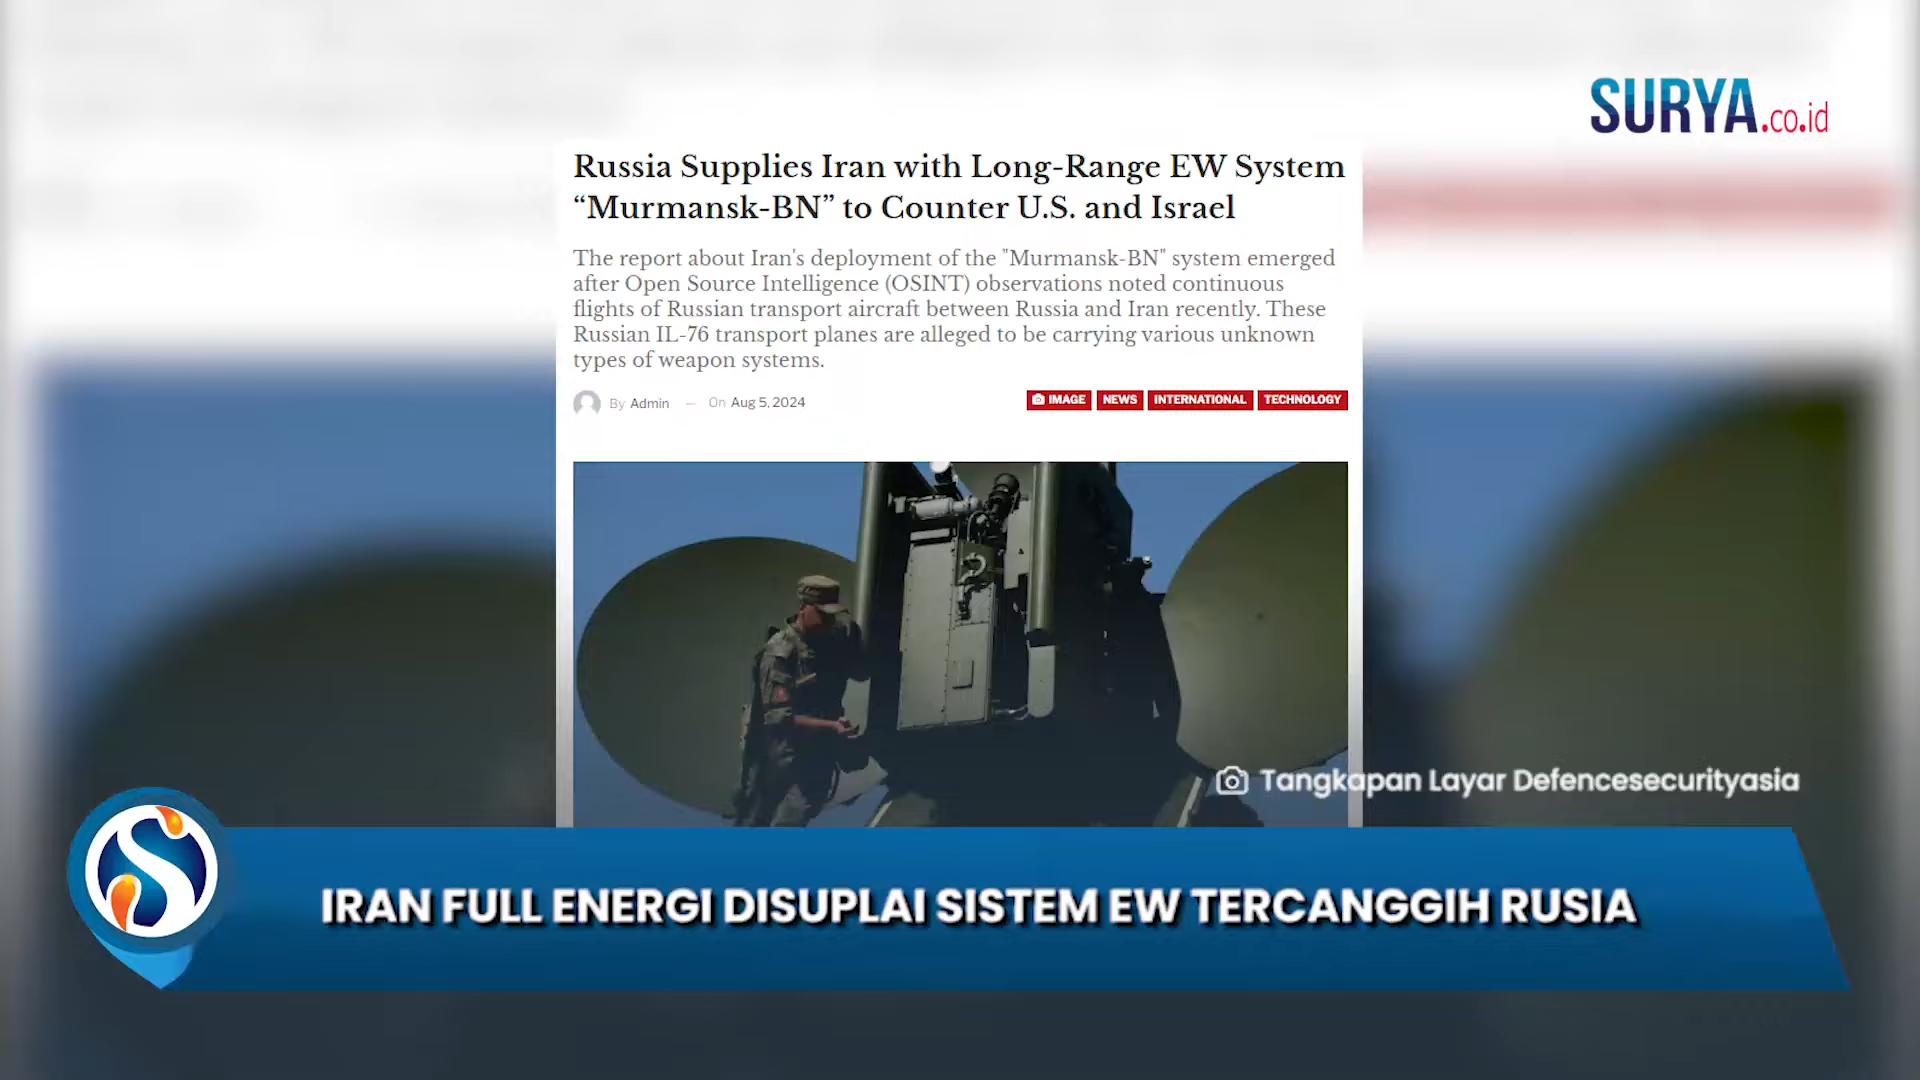 SURYA.co.id
Russia Supplies Iran with Long-Range EW System
“Murmansk-BN” to Counter U.S. and Israel
The report about Iran's deployment of the "Murmansk-BN" system emerged
after Open Source Intelligence (OSINT) observations noted continuous
flights of Russian transport aircraft between Russia and Iran recently. These
Russian IL-76 transport planes are alleged to be carrying various unknown
types of weapon systems.
By Admin — On Aug 5, 2024
IMAGE NEWS INTERNATIONAL TECHNOLOGY
Tangkapan Layar Defencesecurityasia
IRAN FULL ENERGI DISUPLAI SISTEM EW TERCANGGIH RUSIA